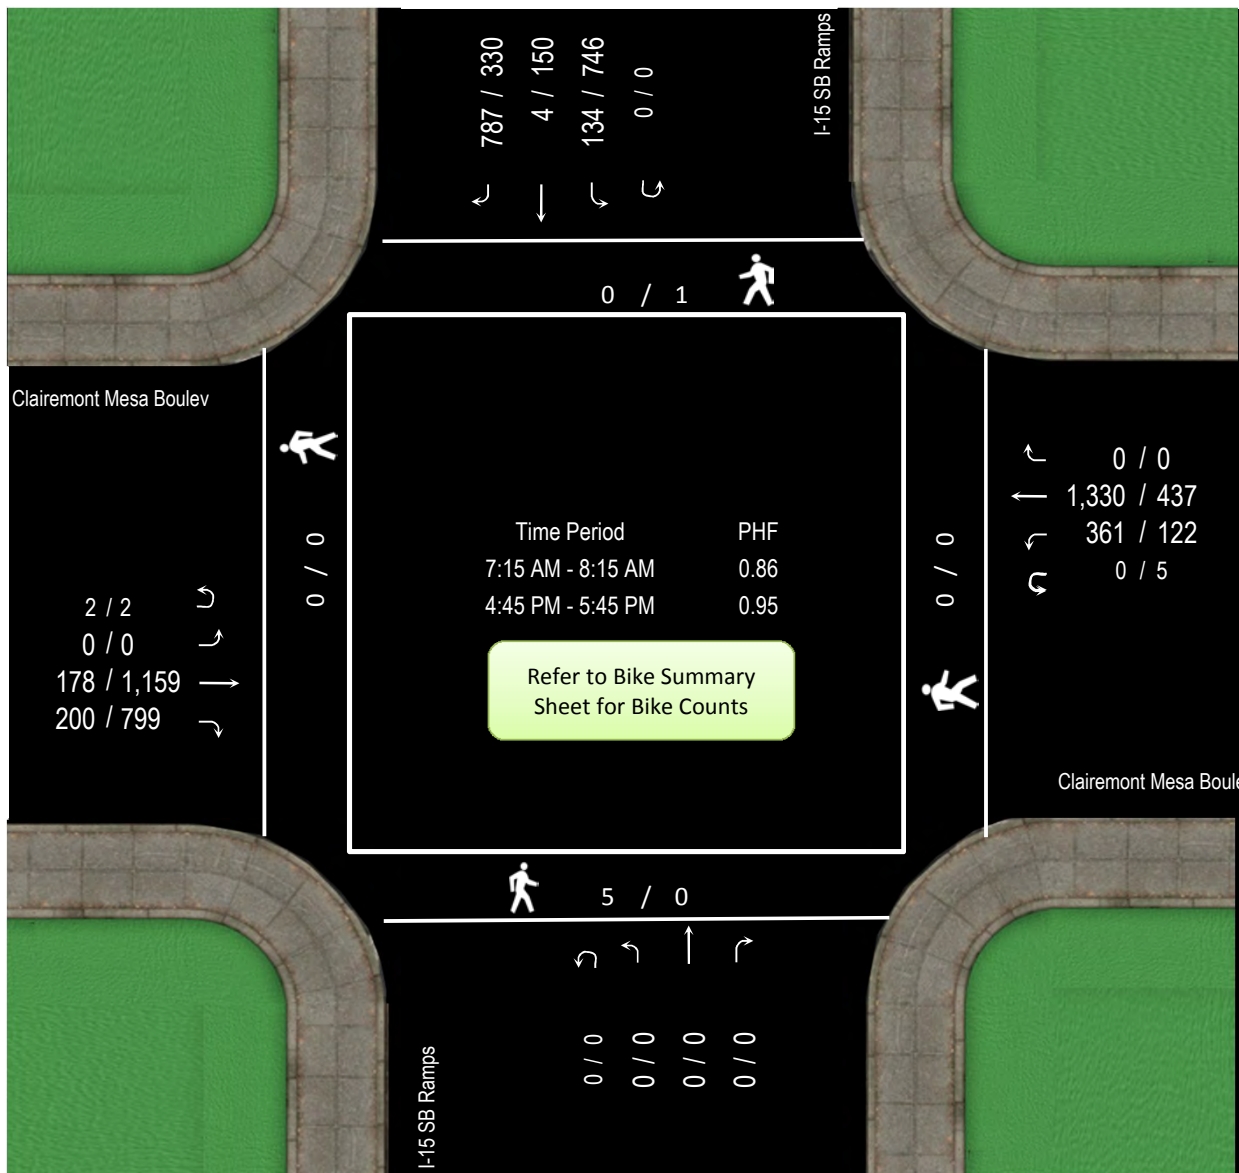 787 / 330
4 / 150
134 / 746
0 / 0
I-15 SB Ramps
0 / 1
Clairemont Mesa Boulev
0 / 0
1,330 / 437
361 / 122
0 / 5
0 / 0
0 / 0
Time Period PHF
7:15 AM - 8:15 AM 0.86
4:45 PM - 5:45 PM 0.95
2 / 2
0 / 0
178 / 1,159
200 / 799
Refer to Bike Summary
Sheet for Bike Counts
Clairemont Mesa Boule
5 / 0
0 / 0
0 / 0
0 / 0
0 / 0
I-15 SB Ramps